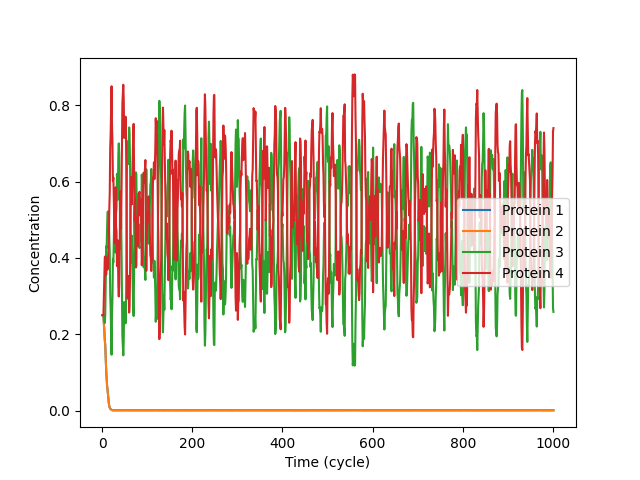 0.8
0.6
0.4
0.2
0.0
Concentration
0 200 400 600 800 1000
Time (cycle)
Protein 1
Protein 2
Protein 3
Protein 4